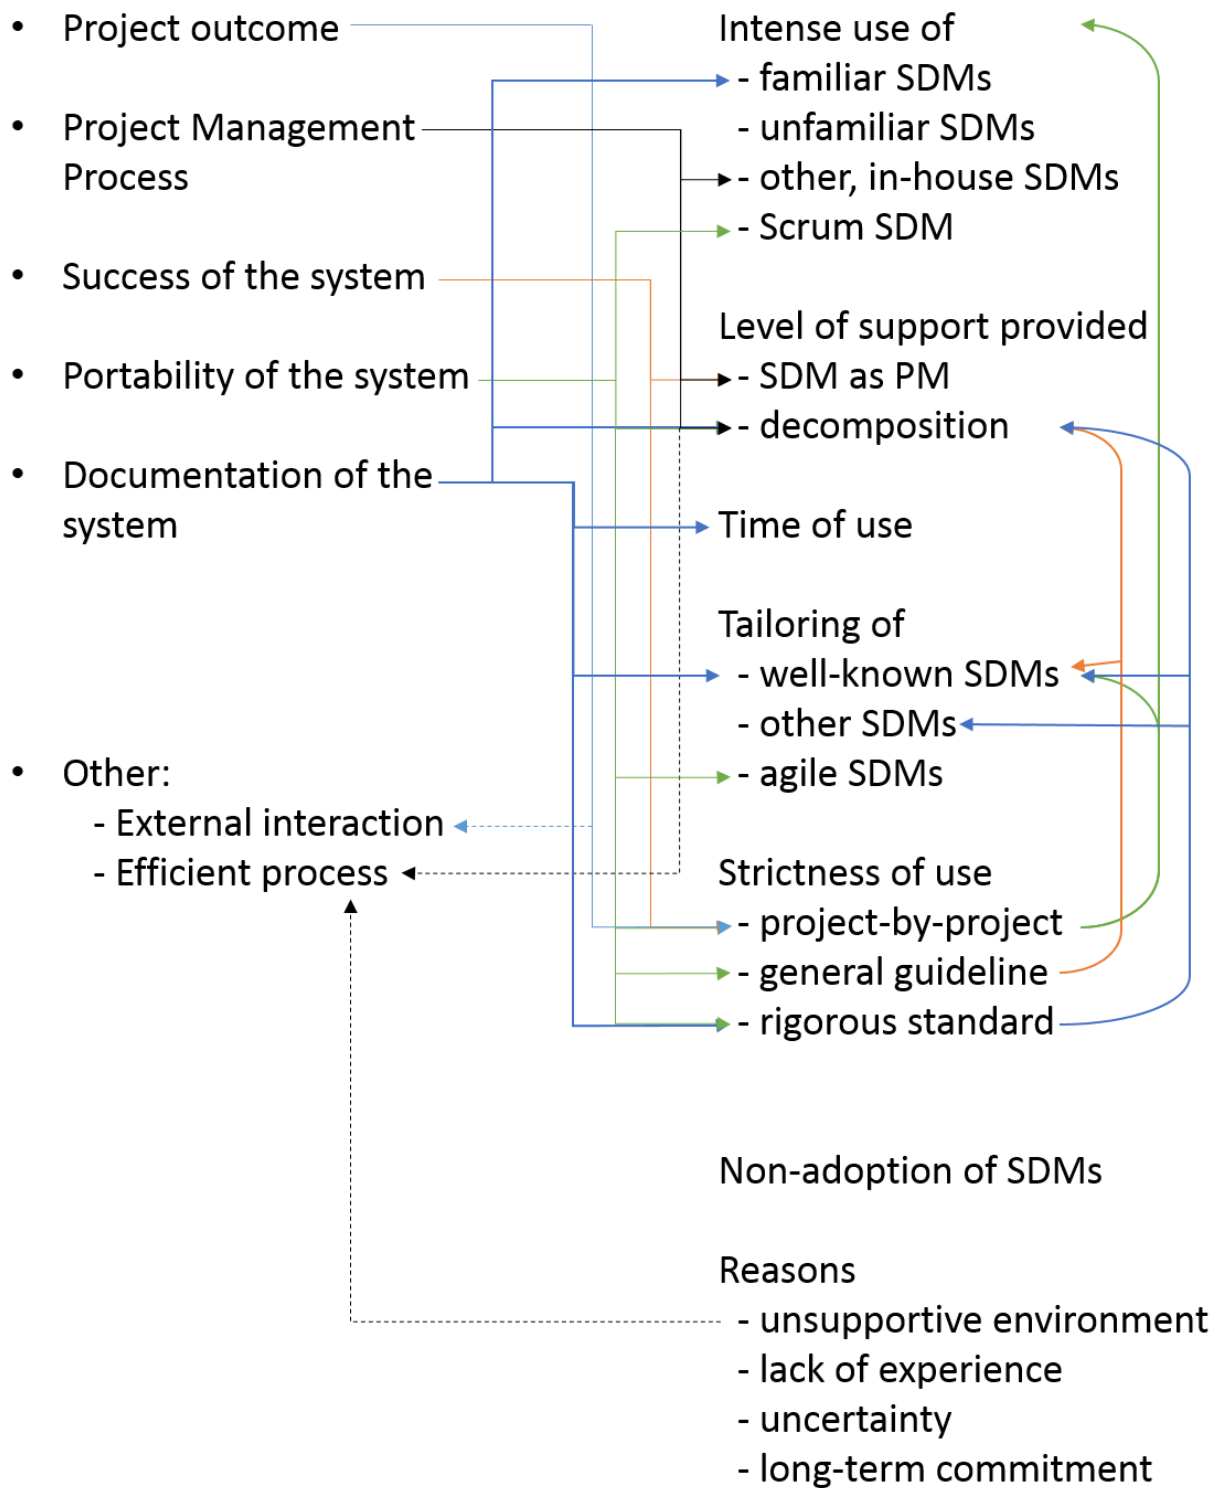 • Project outcome
• Project Management
Process
• Success of the system
• Portability of the system
• Documentation of the
system
• Other:
- External interaction
- Efficient process
Intense use of
- familiar SDMs
- unfamiliar SDMs
- other, in-house SDMs
- Scrum SDM
Level of support provided
- SDM as PM
- decomposition
Time of use
Tailoring of
- well-known SDMs
- other SDMs
- agile SDMs
Strictness of use
- project-by-project
- general guideline
- rigorous standard
Non-adoption of SDMs
Reasons
- unsupportive environment
- lack of experience
- uncertainty
- long-term commitment